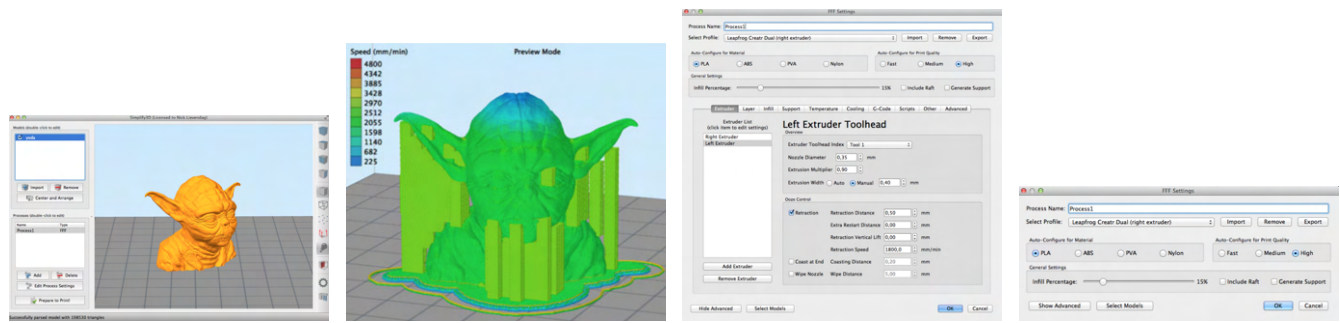 Simplify3D (Licensed to Nick Lievendag)
Models (double-click to edit)
yoda
Import
Remove
Center and Arrange
Processes (double-click to edit)
Name
Type
Process1
FFF
Add
Delete
Edit Process Settings
Prepare to Print!
Successfully parsed model with
triangles
Speed (mm/min)
Preview Mode
4800
4342
3885
3428
2970
2512
2055
1598
1140
682
225
FFF Settings
Process Name: Process1
Select Profile: Leapfrog Creatr Dual (right extruder) Import Remove Export
Auto-Configure for Material Auto-Configure for Print Quality
PLA ABS PVA Nylon Fast Medium High
General Settings
Infill Percentage: 15% Include Raft Generate Support
Extruder Layer Infill Support Temperature Cooling G-Code Scripts Other Advanced
Extruder List
(click item to edit settings)
Right Extruder
Left Extruder
Add Extruder
Remove Extruder
Left Extruder Toolhead
Overview
Extruder Toolhead Index Tool 1
Nozzle Diameter 0,35 mm
Extrusion Multiplier 0,90
Extrusion Width Auto Manual 0,40 mm
Ooze Control
Retraction Retraction Distance 0,50 mm
Extra Restart Distance 0,00 mm
Retraction Vertical Lift 0,00 mm
Retraction Speed 1800,0 mm/min
Coast at End Coasting Distance 0,20 mm
Wipe Nozzle Wipe Distance 5,00 mm
Hide Advanced Select Models OK Cancel
FFF Settings
Process Name: Process1
Select Profile: Leapfrog Creatr Dual (right extruder) Import Remove Export
Auto-Configure for Material Auto-Configure for Print Quality
PLA ABS PVA Nylon Fast Medium High
General Settings
Infill Percentage: 15% Include Raft Generate Support
Show Advanced Select Models OK Cancel